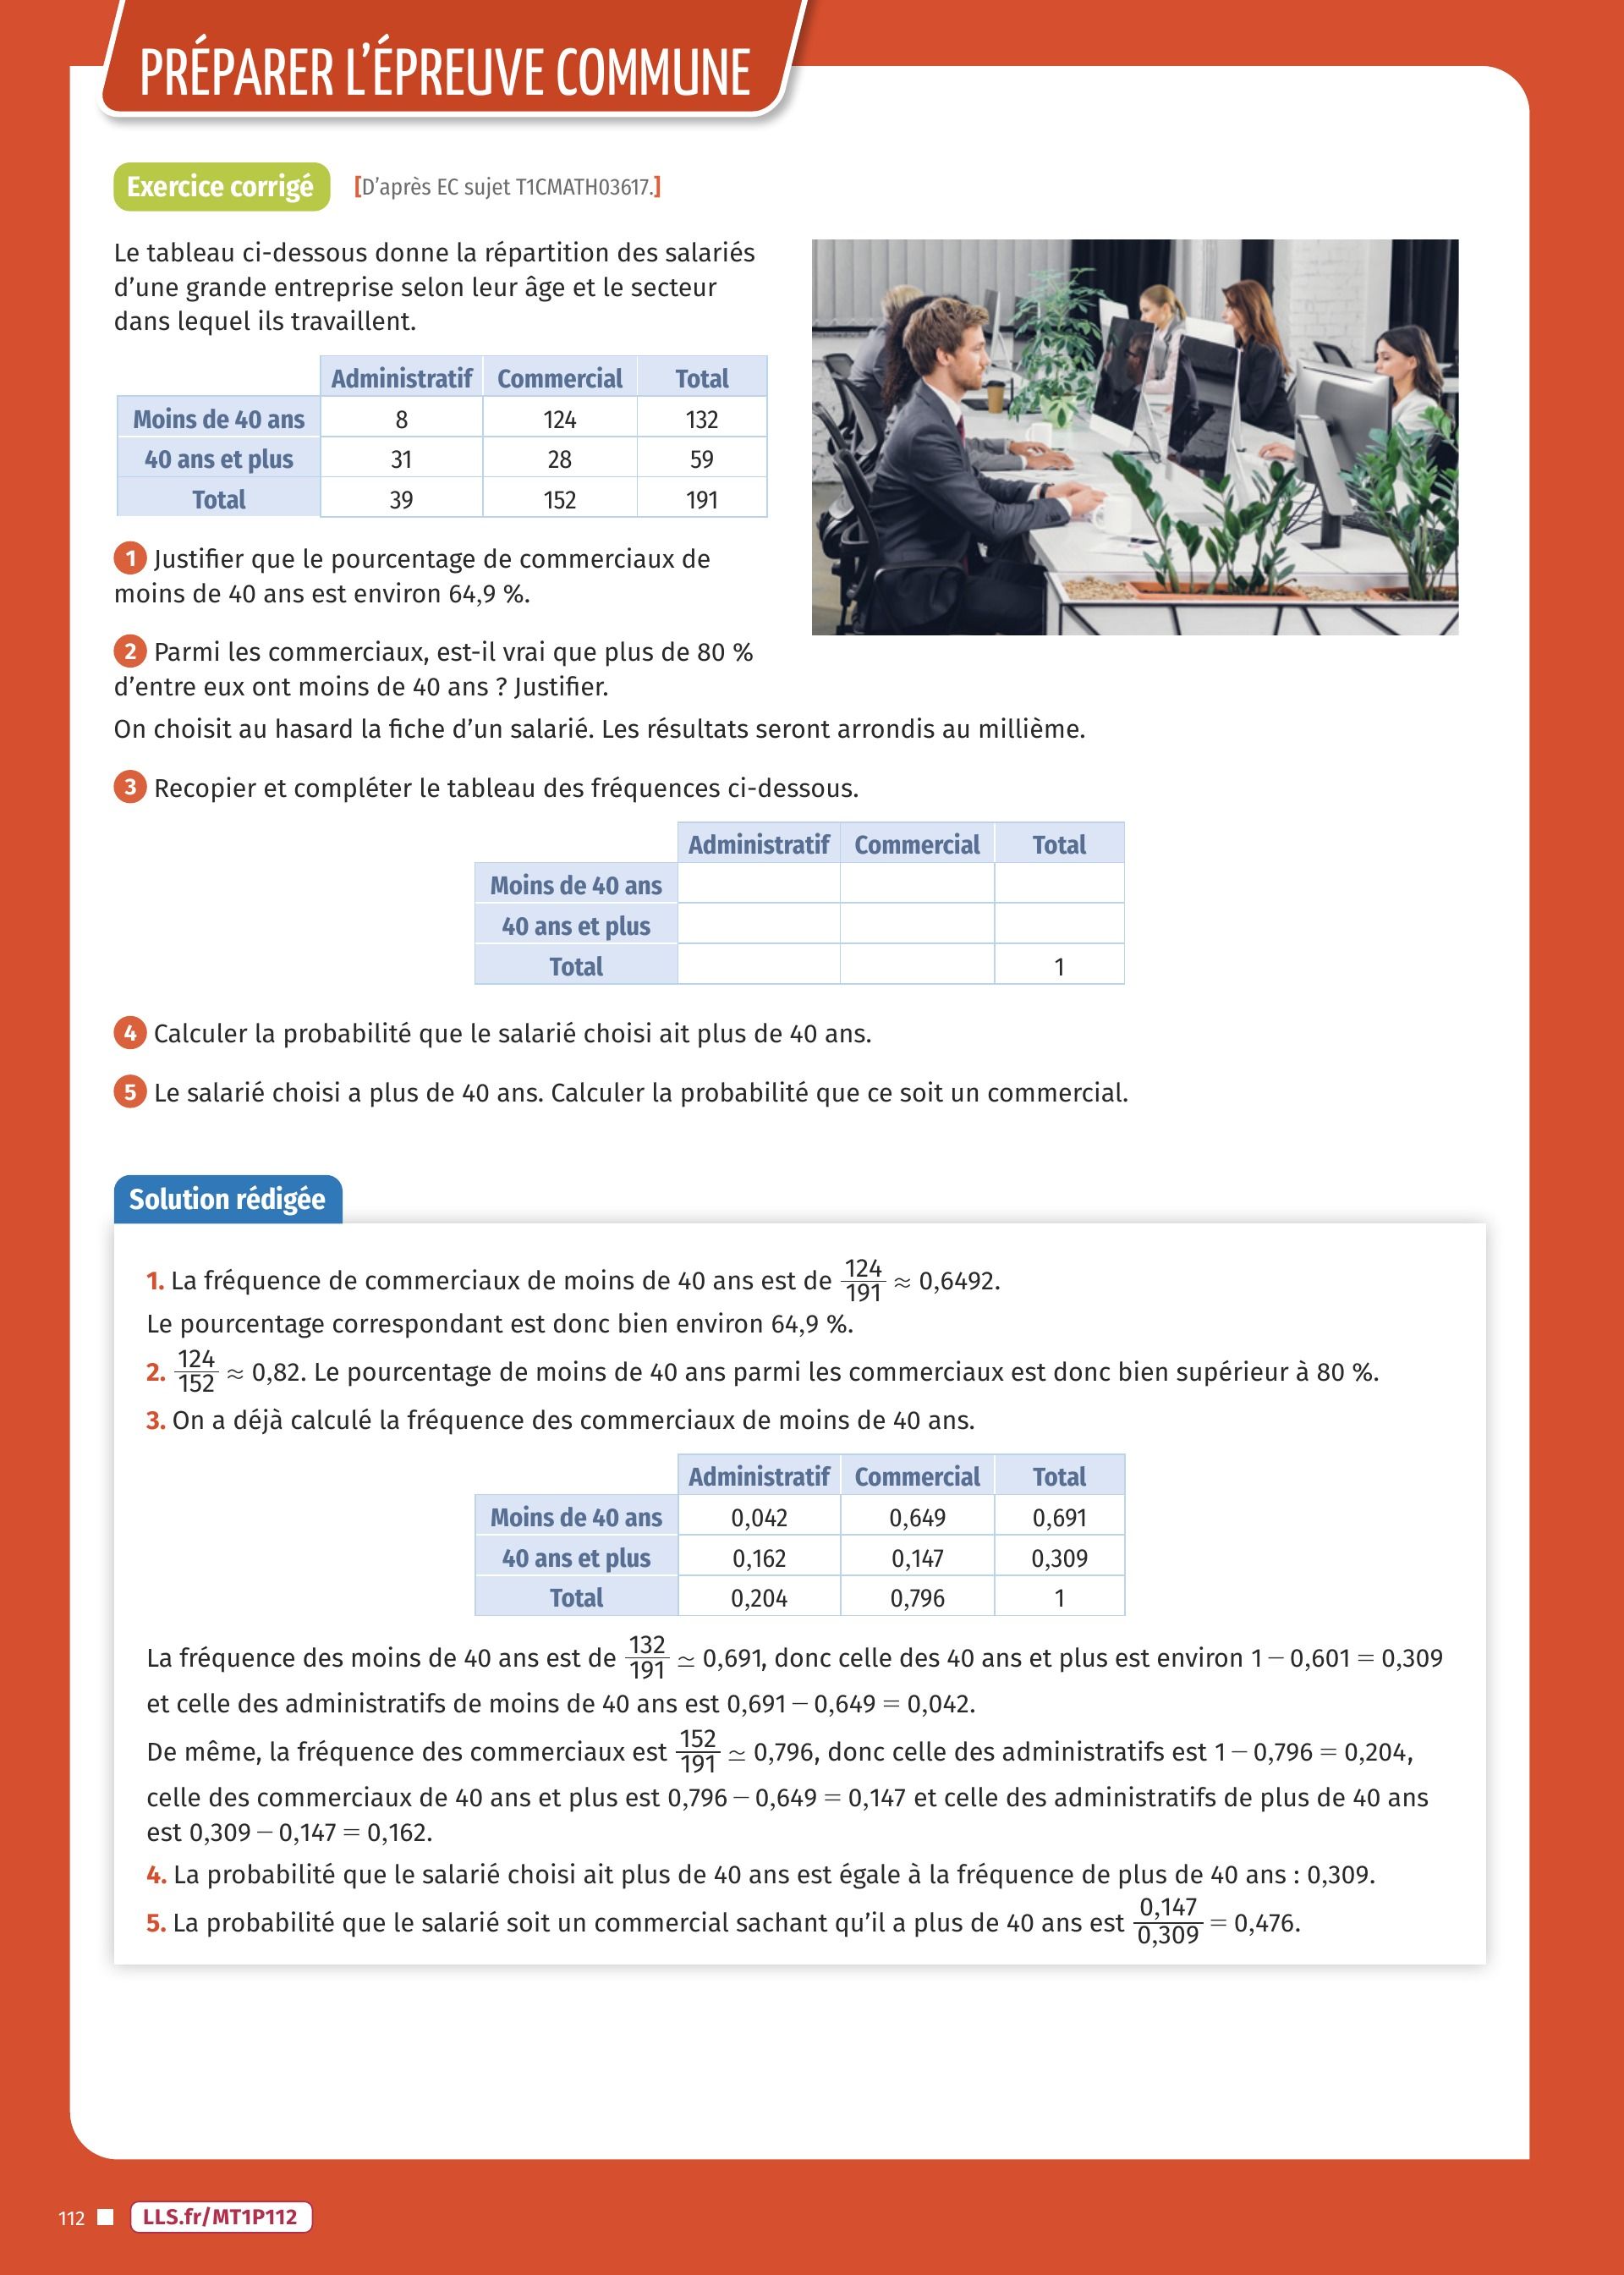 PRÉPARER L'ÉPREUVE COMMUNE
Exercice corrigé [D'après EC sujet T1CMATH03617.]
Le tableau ci-dessous donne la répartition des salariés
d'une grande entreprise selon leur âge et le secteur
dans lequel ils travaillent.
Administratif Commercial Total
Moins de 40 ans 8 124 132
40 ans et plus 31 28 59
Total 39 152 191
1 Justifier que le pourcentage de commerciaux de
moins de 40 ans est environ 64,9 %.
2 Parmi les commerciaux, est-il vrai que plus de 80 %
d'entre eux ont moins de 40 ans ? Justifier.
On choisit au hasard la fiche d'un salarié. Les résultats seront arrondis au millième.
3 Recopier et compléter le tableau des fréquences ci-dessous.
Administratif Commercial Total
Moins de 40 ans
40 ans et plus
Total 1
4 Calculer la probabilité que le salarié choisi ait plus de 40 ans.
5 Le salarié choisi a plus de 40 ans. Calculer la probabilité que ce soit un commercial.
Solution rédigée
1. La fréquence de commerciaux de moins de 40 ans est de 124/191 ≈ 0,6492.
Le pourcentage correspondant est donc bien environ 64,9 %.
2. 124/152 ≈ 0,82. Le pourcentage de moins de 40 ans parmi les commerciaux est donc bien supérieur à 80 %.
3. On a déjà calculé la fréquence des commerciaux de moins de 40 ans.
Administratif Commercial Total
Moins de 40 ans 0,042 0,649 0,691
40 ans et plus 0,162 0,147 0,309
Total 0,204 0,796 1
La fréquence des moins de 40 ans est de 132/191 ≃ 0,691, donc celle des 40 ans et plus est environ 1 − 0,601 = 0,309
et celle des administratifs de moins de 40 ans est 0,691 − 0,649 = 0,042.
De même, la fréquence des commerciaux est 152/191 ≃ 0,796, donc celle des administratifs est 1 − 0,796 = 0,204,
celle des commerciaux de 40 ans et plus est 0,796 − 0,649 = 0,147 et celle des administratifs de plus de 40 ans
est 0,309 − 0,147 = 0,162.
4. La probabilité que le salarié choisi ait plus de 40 ans est égale à la fréquence de plus de 40 ans : 0,309.
5. La probabilité que le salarié soit un commercial sachant qu'il a plus de 40 ans est 0,147/0,309 = 0,476.
112 LLS.fr/MT1P112